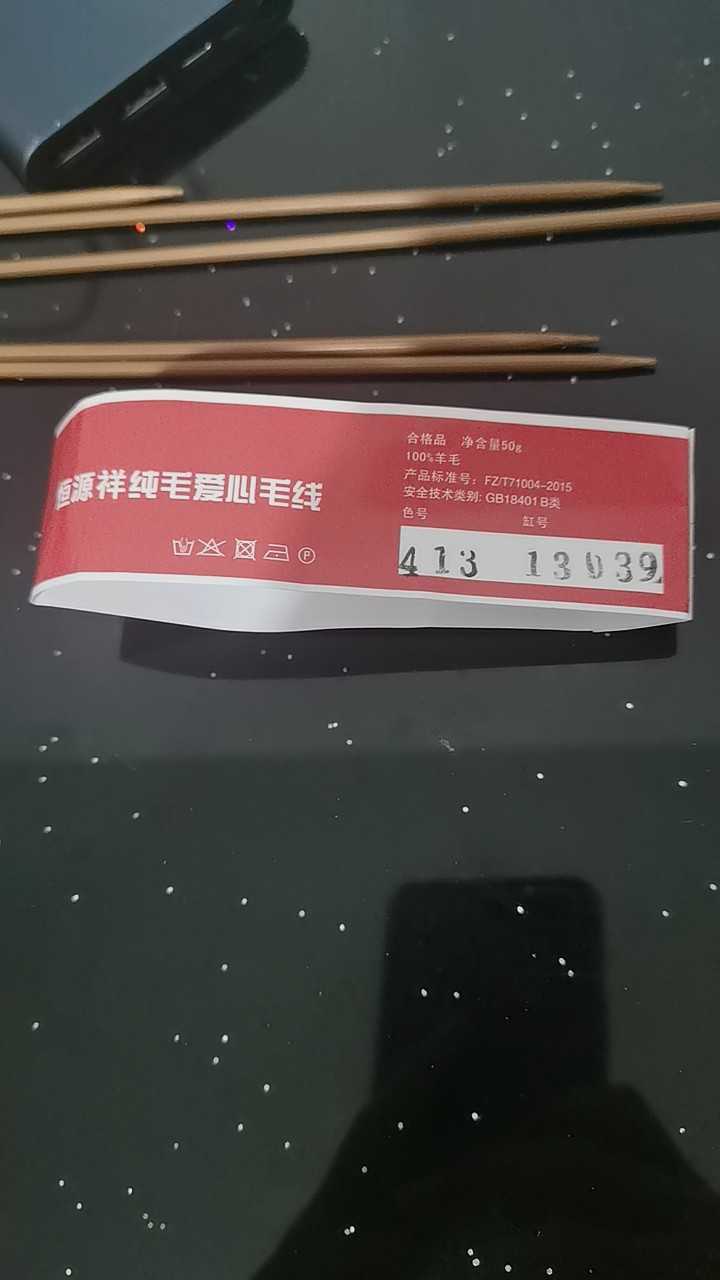 恒源祥纯毛爱心毛线
P
合格品 净含量50g
100%羊毛
产品标准号：FZ/T71004-2015
安全技术类别: GB18401 B类
色号 缸号
413 13039